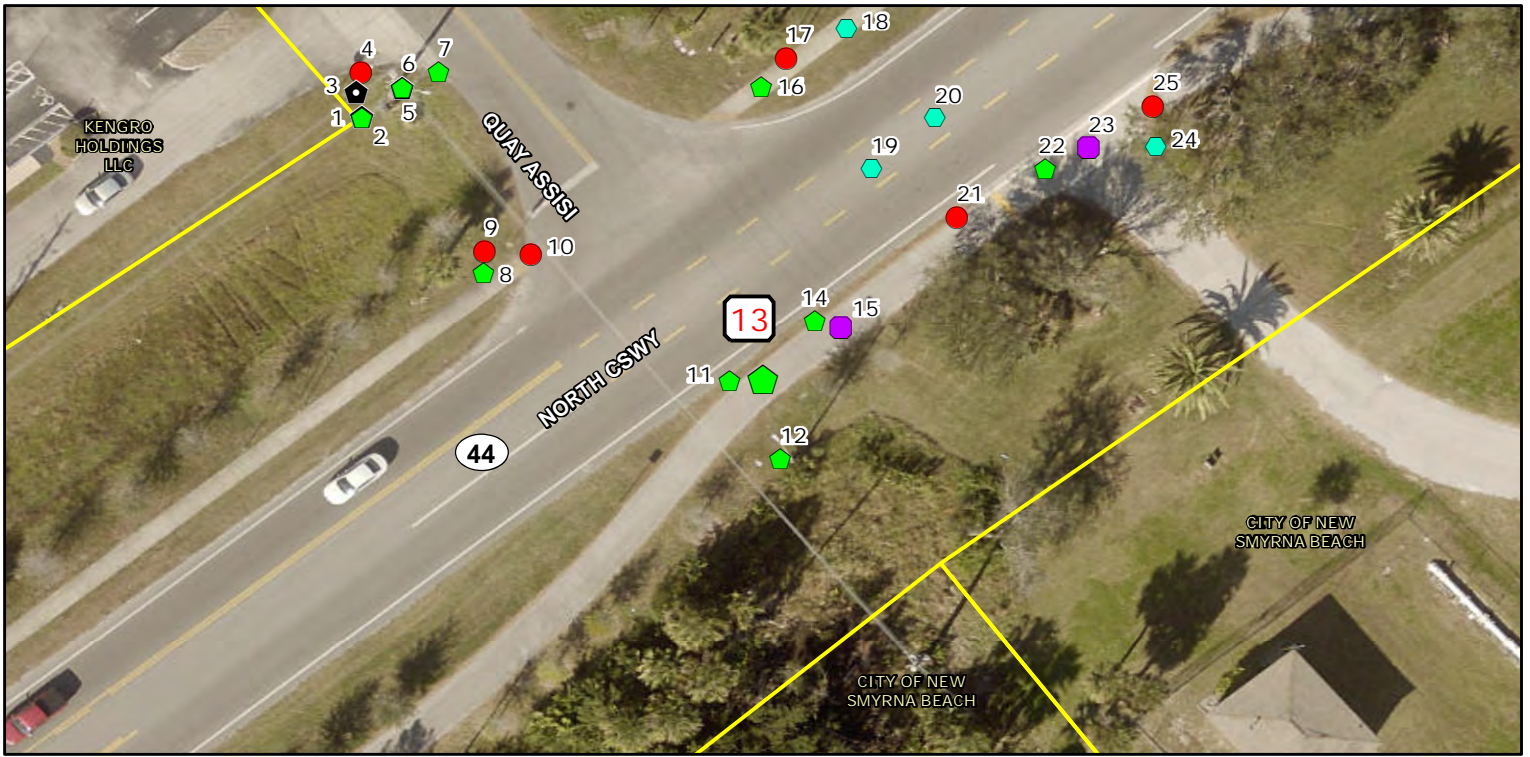 18
17
4
7
6
3
16
25
5
1
2
20
23
KENGRO
HOLDINGS
LLC
QUAY ASSISI
19
22
24
21
9
10
8
14
15
13
11
NORTH CSWY
12
44
CITY OF NEW
SMYRNA BEACH
CITY OF NEW
SMYRNA BEACH